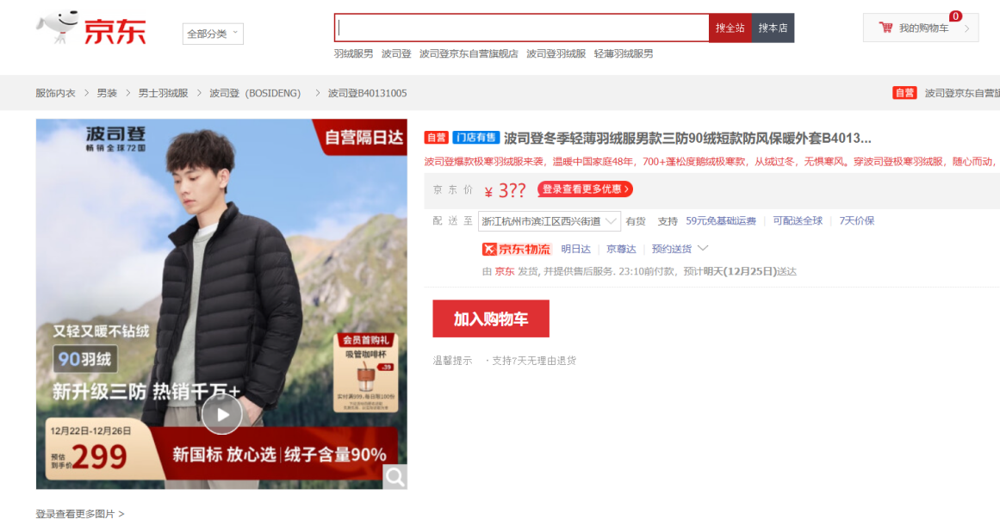 京东
全部分类
搜全站 搜本店
0
我的购物车
羽绒服男 波司登 波司登京东自营旗舰店 波司登羽绒服 轻薄羽绒服男
服饰内衣 > 男装 > 男士羽绒服 > 波司登（BOSIDENG） > 波司登B40131005
自营 波司登京东自营旗
波司登
畅销全球72国
自营隔日达
又轻又暖不钻绒
90羽绒
新升级三防 热销千万+
会员首购礼
吸管咖啡杯
12月22日-12月26日
预估
到手价
299
新国标 放心选|绒子含量90%
登录查看更多图片 >
自营 门店有售 波司登冬季轻薄羽绒服男款三防90绒短款防风保暖外套B4013...
波司登爆款极寒羽绒服来袭，温暖中国家庭48年，700+蓬松度鹅绒极寒款，从绒过冬，无惧寒风。穿波司登极寒羽绒服，随心而动，
京东价 ¥ 3?? 登录查看更多优惠 >
配送至 浙江杭州市滨江区西兴街道 有货 支持 59元免基础运费 | 可配送全球 | 7天价保
京东物流 明日达 | 京尊达 | 预约送货
由 京东 发货, 并提供售后服务. 23:10前付款，预计明天(12月25日)送达
加入购物车
温馨提示 ·支持7天无理由退货